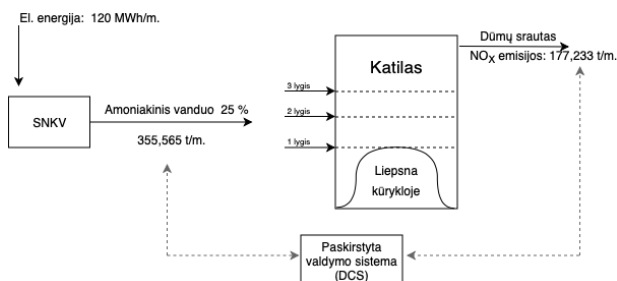 El. energija: 120 MWh/m.
SNKV
Amoniakinis vanduo 25 %
355,565 t/m.
3 lygis
2 lygis
1 lygis
Katilas
Liepsna
kūrykloje
Dūmų srautas
NOX emisijos: 177,233 t/m.
Paskirstyta
valdymo sistema
(DCS)